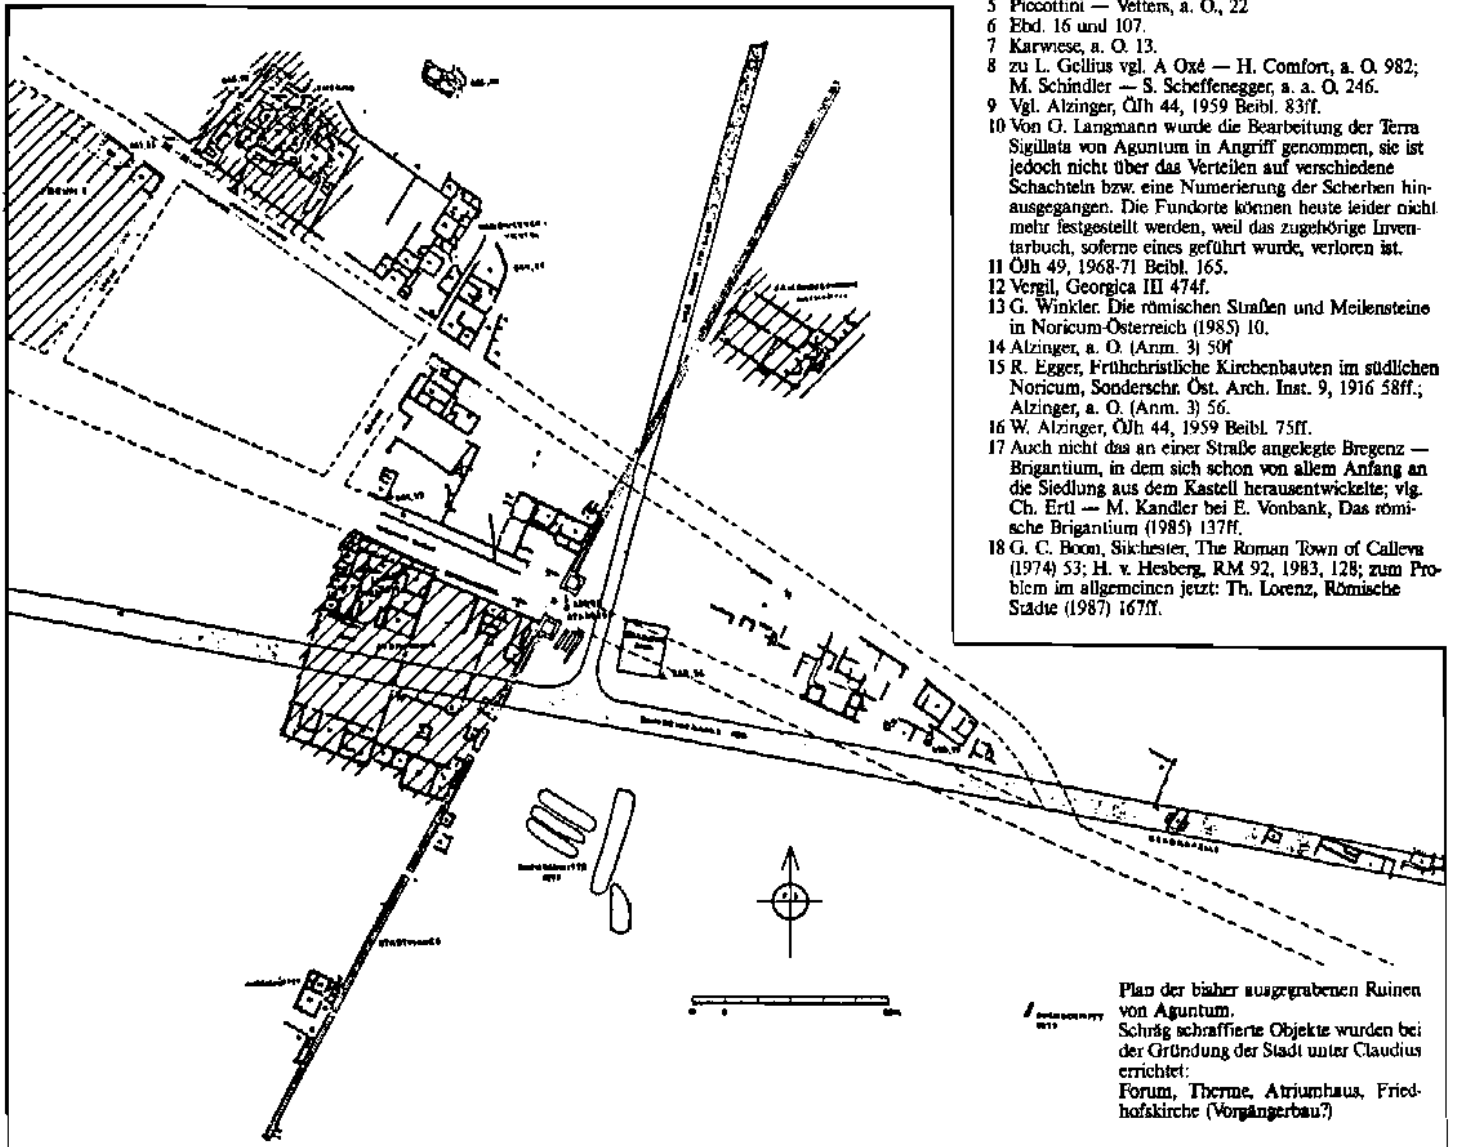 5 Piccottini — Vetters, a. O., 22
6 Ebd. 16 und 107.
7 Karwiese, a. O. 13.
8 zu L. Gellius vgl. A Oxé — H. Comfort, a. O. 982;
M. Schindler — S. Scheffenegger, a. a. O. 246.
9 Vgl. Alzinger, ÖJh 44, 1959 Beibl. 83ff.
10 Von G. Langmann wurde die Bearbeitung der Terra
Sigillata von Aguntum in Angriff genommen, sie ist
jedoch nicht über das Verteilen auf verschiedene
Schachteln bzw. eine Numerierung der Scherben hin-
ausgegangen. Die Fundorte können heute leider nicht
mehr festgestellt werden, weil das zugehörige Inven-
tarbuch, soferne eines geführt wurde, verloren ist.
11 ÖJh 49, 1968-71 Beibl. 165.
12 Vergil, Georgica III 474f.
13 G. Winkler. Die römischen Straßen und Meilensteine
in Noricum-Österreich (1985) 10.
14 Alzinger, a. O. (Anm. 3) 50f
15 R. Egger, Frühchristliche Kirchenbauten im südlichen
Noricum, Sonderschr. Öst. Arch. Inst. 9, 1916 58ff.;
Alzinger, a. O. (Anm. 3) 56.
16 W. Alzinger, ÖJh 44, 1959 Beibl. 75ff.
17 Auch nicht das an einer Straße angelegte Bregenz —
Brigantium, in dem sich schon von allem Anfang an
die Siedlung aus dem Kastell herausentwickelte; vlg.
Ch. Ertl — M. Kandler bei E. Vonbank, Das römi-
sche Brigantium (1985) 137ff.
18 G. C. Boon, Silchester, The Roman Town of Calleva
(1974) 53; H. v. Hesberg, RM 92, 1983, 128; zum Pro-
blem im allgemeinen jetzt: Th. Lorenz, Römische
Städte (1987) 167ff.
STADTMAUER
Plan der bisher ausgegrabenen Ruinen
von Aguntum.
Schräg schraffierte Objekte wurden bei
der Gründung der Stadt unter Claudius
errichtet:
Forum, Therme, Atriumhaus, Fried-
hofskirche (Vorgängerbau?)